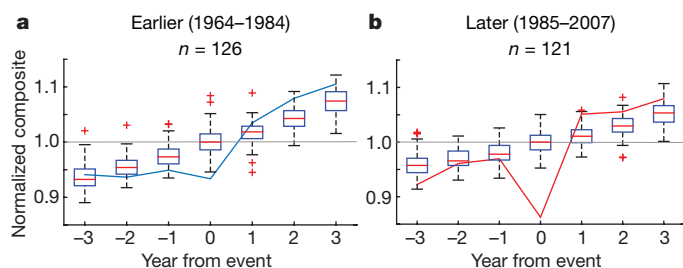 a Earlier (1964–1984)
n = 126
Normalized composite
1.1
1.0
0.9
–3 –2 –1 0 1 2 3
Year from event
b Later (1985–2007)
n = 121
1.1
1.0
0.9
–3 –2 –1 0 1 2 3
Year from event